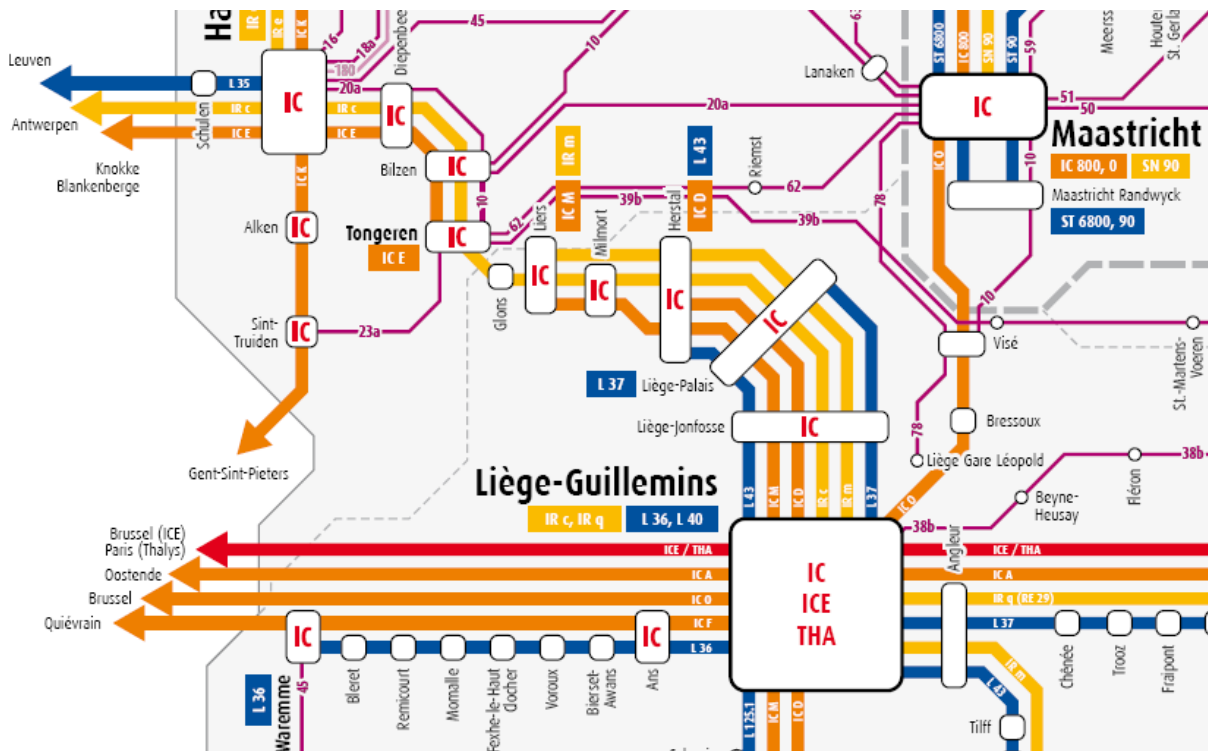 Ha
IR c
IR e
IC K
16
18a
180
45
20a
10
Diepenbee
Leuven
L 35
IC
IR c
IR c
Antwerpen
Schulen
IC E
IC E
IC
Knokke
Blankenberge
Bilzen
IC
IC K
Alken
IC
10
Tongeren
IC
IC E
62
39b
Sint-
Truiden
IC
23a
Gent-Sint-Pieters
Glons
Liers
IC
IC M
IR m
Milmort
IC
Herstal
IC
IC D
L 43
Riemst
62
39b
20a
Lanaken
ST 6800
IC 800
SN 90
ST 90
59
Meerss
Houte
St. Gerla
IC
51
50
Maastricht
IC 800, 0
SN 90
IC O
10
78
Maastricht Randwyck
ST 6800, 90
10
Visé
St.-Martens-
Voeren
Bressoux
78
Liège Gare Léopold
IC O
38b
38b
Beyne-
Heusay
Fléron
IC
L 37
Liège-Palais
Liège-Jonfosse
IC
L 43
IC M
IC D
IR c
IR m
L 37
Liège-Guillemins
IR c, IR q
L 36, L 40
Brussel (ICE)
Paris (Thalys)
ICE / THA
ICE / THA
Oostende
IC A
IC A
Brussel
IC O
IR q (RE 29)
Quiévrain
IC F
L 37
IC
ICE
THA
Angleur
Chênée
Trooz
Fraipont
IC
L 36
IC
L 36
45
Waremme
Bleret
Remicourt
Momalle
Fexhe-le-Haut
Clocher
Voroux
Bierset-
Awans
Ans
L 125.1
IC M
IC D
IR m
L 43
Tilff